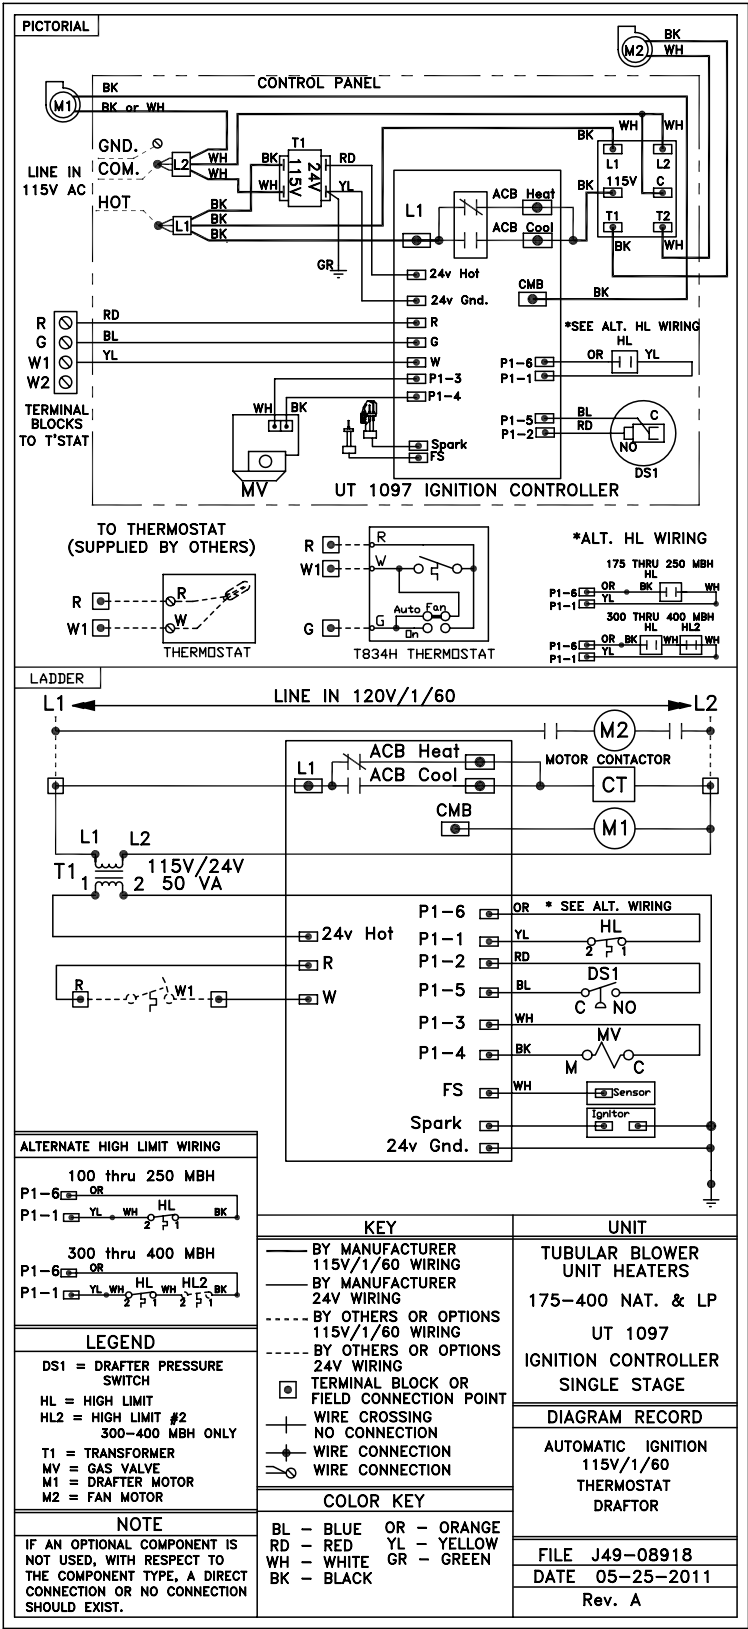 PICTORIAL
M2
BK
WH
CONTROL PANEL
M1
BK
BK or WH
GND.
COM.
LINE IN
115V AC
HOT
L2
WH
WH
L1
BK
BK
BK
BK
WH
T1
115V
24V
RD
YL
GR
BK
WH
WH
L1
L2
115V
C
T1
T2
BK
BK
WH
L1
ACB Heat
ACB Cool
24v Hot
24v Gnd.
CMB
BK
R
G
W1
W2
RD
BL
YL
R
G
W
P1-3
P1-4
*SEE ALT. HL WIRING
HL
OR
YL
P1-6
P1-1
TERMINAL
BLOCKS
TO T'STAT
WH
BK
MV
Spark
FS
P1-5
P1-2
BL
RD
C
NO
DS1
UT 1097 IGNITION CONTROLLER
TO THERMOSTAT
(SUPPLIED BY OTHERS)
R
W1
R
W
THERMOSTAT
R
W1
G
R
W
G
Auto
Fan
On
T834H THERMOSTAT
*ALT. HL WIRING
175 THRU 250 MBH
HL
P1-6
P1-1
OR
YL
BK
WH
300 THRU 400 MBH
HL
HL2
P1-6
P1-1
OR
YL
BK
WH
WH
LADDER
L1
LINE IN 120V/1/60
L2
M2
MOTOR CONTACTOR
L1
ACB Heat
ACB Cool
CT
CMB
M1
L1
L2
T1
1
2
115V/24V
50 VA
24v Hot
R
W
R
W1
P1-6
OR
* SEE ALT. WIRING
P1-1
YL
HL
2
1
P1-2
RD
P1-5
BL
DS1
C
NO
P1-3
WH
P1-4
BK
MV
M
C
FS
WH
Sensor
Spark
Ignitor
24v Gnd.
ALTERNATE HIGH LIMIT WIRING
100 thru 250 MBH
P1-6
OR
P1-1
YL
WH
HL
2
1
BK
300 thru 400 MBH
P1-6
OR
P1-1
YL
WH
HL
2
1
WH
HL2
2
1
BK
LEGEND
DS1 = DRAFTER PRESSURE
SWITCH
HL = HIGH LIMIT
HL2 = HIGH LIMIT #2
300-400 MBH ONLY
T1 = TRANSFORMER
MV = GAS VALVE
M1 = DRAFTER MOTOR
M2 = FAN MOTOR
NOTE
IF AN OPTIONAL COMPONENT IS
NOT USED, WITH RESPECT TO
THE COMPONENT TYPE, A DIRECT
CONNECTION OR NO CONNECTION
SHOULD EXIST.
KEY
BY MANUFACTURER
115V/1/60 WIRING
BY MANUFACTURER
24V WIRING
BY OTHERS OR OPTIONS
115V/1/60 WIRING
BY OTHERS OR OPTIONS
24V WIRING
TERMINAL BLOCK OR
FIELD CONNECTION POINT
WIRE CROSSING
NO CONNECTION
WIRE CONNECTION
WIRE CONNECTION
COLOR KEY
BL - BLUE
OR - ORANGE
RD - RED
YL - YELLOW
WH - WHITE
GR - GREEN
BK - BLACK
UNIT
TUBULAR BLOWER
UNIT HEATERS
175-400 NAT. & LP
UT 1097
IGNITION CONTROLLER
SINGLE STAGE
DIAGRAM RECORD
AUTOMATIC IGNITION
115V/1/60
THERMOSTAT
DRAFTOR
FILE J49-08918
DATE 05-25-2011
Rev. A